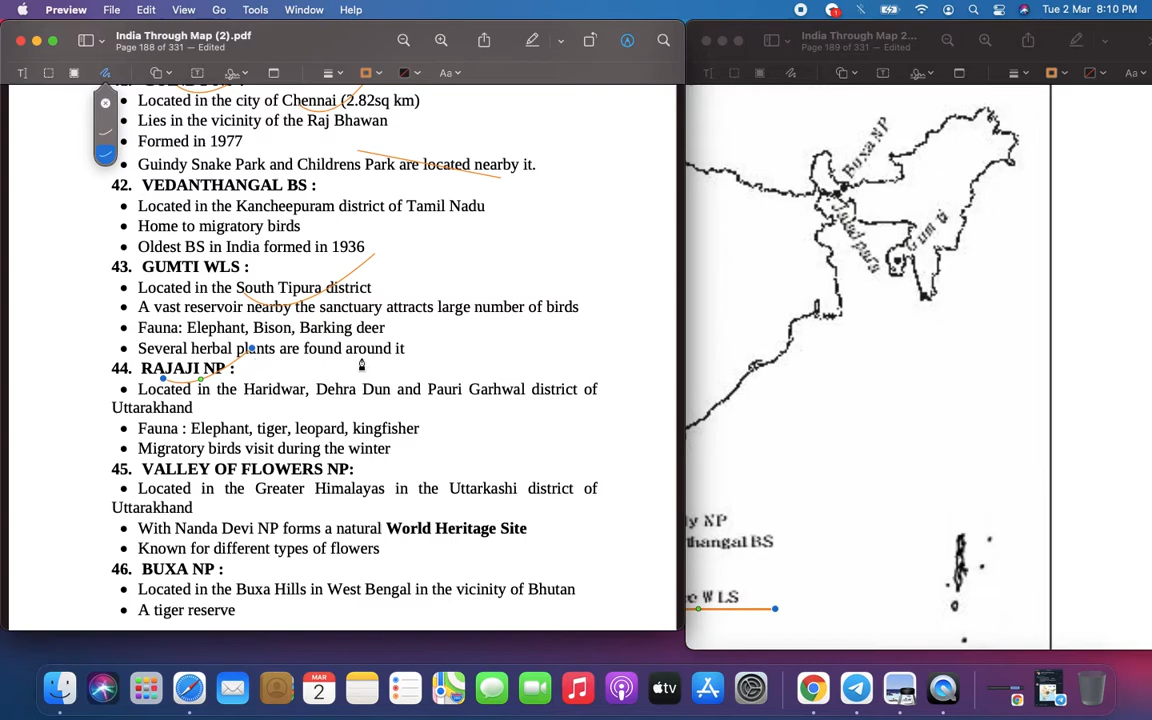 Preview File Edit View Go Tools Window Help
Tue 2 Mar 8:10 PM
India Through Map (2).pdf
Page 188 of 331 — Edited
India Through Map 2...
Page 189 of 331 — Edited
Aa
Aa
• Located in the city of Chennai (2.82sq km)
• Lies in the vicinity of the Raj Bhawan
• Formed in 1977
• Guindy Snake Park and Childrens Park are located nearby it.
42. VEDANTHANGAL BS :
• Located in the Kancheepuram district of Tamil Nadu
• Home to migratory birds
• Oldest BS in India formed in 1936
43. GUMTI WLS :
• Located in the South Tipura district
• A vast reservoir nearby the sanctuary attracts large number of birds
• Fauna: Elephant, Bison, Barking deer
• Several herbal plants are found around it
44. RAJAJI NP :
• Located in the Haridwar, Dehra Dun and Pauri Garhwal district of
Uttarakhand
• Fauna : Elephant, tiger, leopard, kingfisher
• Migratory birds visit during the winter
45. VALLEY OF FLOWERS NP:
• Located in the Greater Himalayas in the Uttarkashi district of
Uttarakhand
• With Nanda Devi NP forms a natural World Heritage Site
• Known for different types of flowers
46. BUXA NP :
• Located in the Buxa Hills in West Bengal in the vicinity of Bhutan
• A tiger reserve
Buxa NP
Gumti
y NP
thangal BS
e WLS
MAR
2
tv